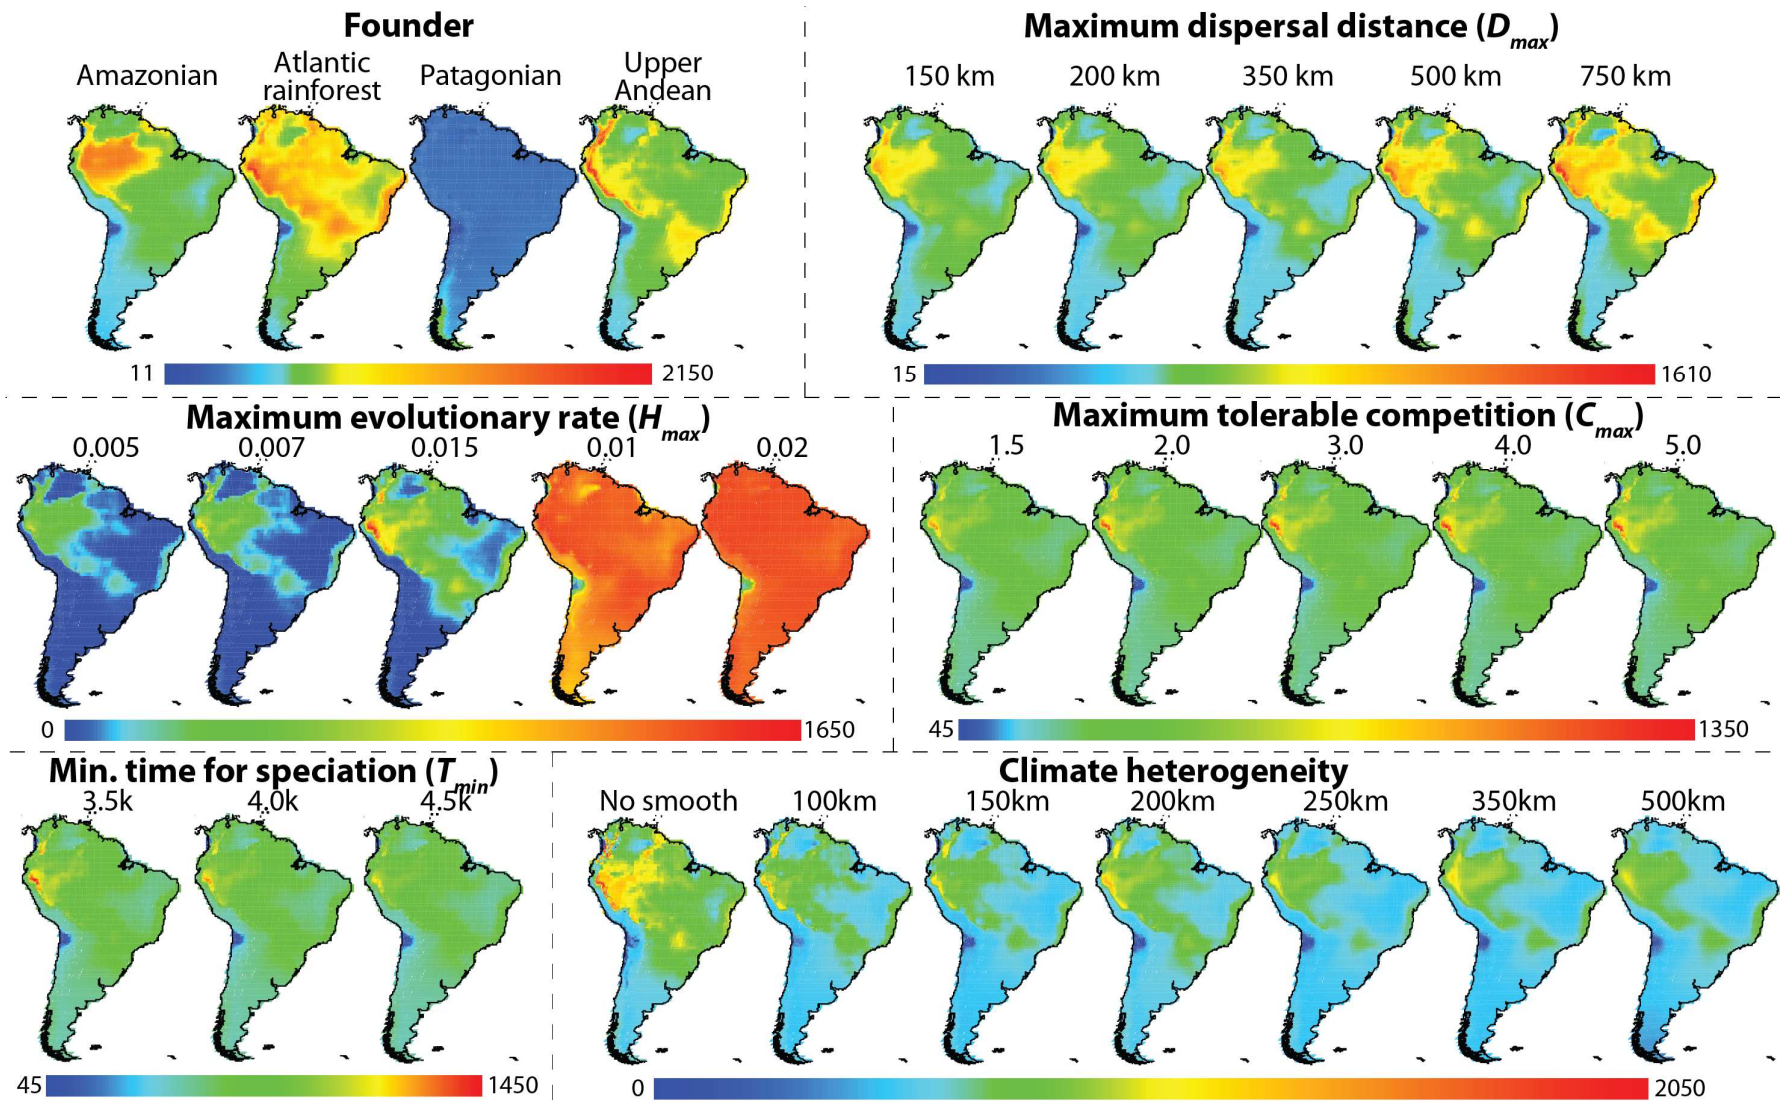 Founder
Amazonian
Atlantic
rainforest
Patagonian
Upper
Andean
11
2150
Maximum dispersal distance (Dmax)
150 km
200 km
350 km
500 km
750 km
15
1610
Maximum evolutionary rate (Hmax)
0.005
0.007
0.015
0.01
0.02
0
1650
Maximum tolerable competition (Cmax)
1.5
2.0
3.0
4.0
5.0
45
1350
Min. time for speciation (Tmin)
3.5k
4.0k
4.5k
45
1450
Climate heterogeneity
No smooth
100km
150km
200km
250km
350km
500km
0
2050